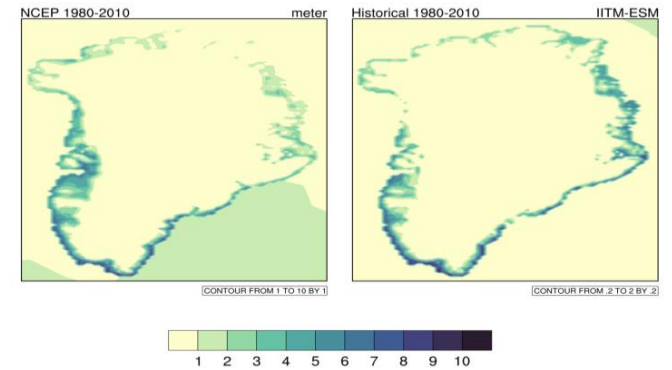 NCEP 1980-2010 meter
Historical 1980-2010 IITM-ESM
CONTOUR FROM 1 TO 10 BY 1
CONTOUR FROM .2 TO 2 BY .2
1 2 3 4 5 6 7 8 9 10